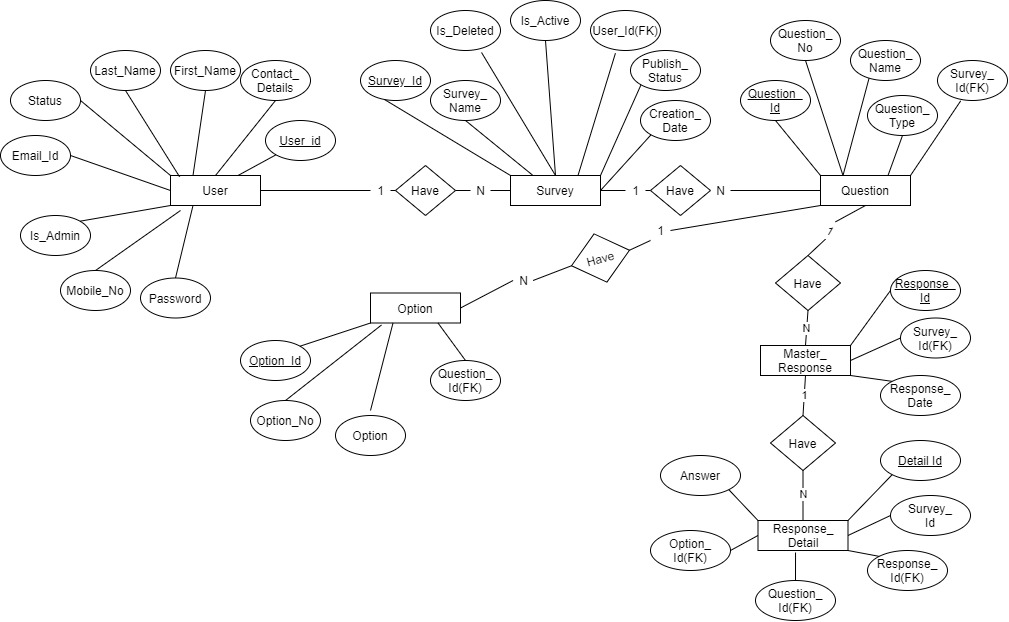 Is_Deleted
Is_Active
User_Id(FK)
Question_
No
Last_Name
First_Name
Contact_
Details
Survey_Id
Survey_
Name
Publish_
Status
Question_
Name
Survey_
Id(FK)
Status
Question_
Id
Question_
Type
Creation_
Date
User_id
Email_Id
User
1
Have
N
Survey
1
Have
N
Question
Is_Admin
Mobile_No
Password
1
Have
N
Option
1
Have
N
Response_
Id
Survey_
Id(FK)
Master_
Response
Response_
Date
Option_Id
Option_No
Option
Question_
Id(FK)
1
Have
N
Answer
Detail Id
Survey_
Id
Response_
Detail
Option_
Id(FK)
Response_
Id(FK)
Question_
Id(FK)